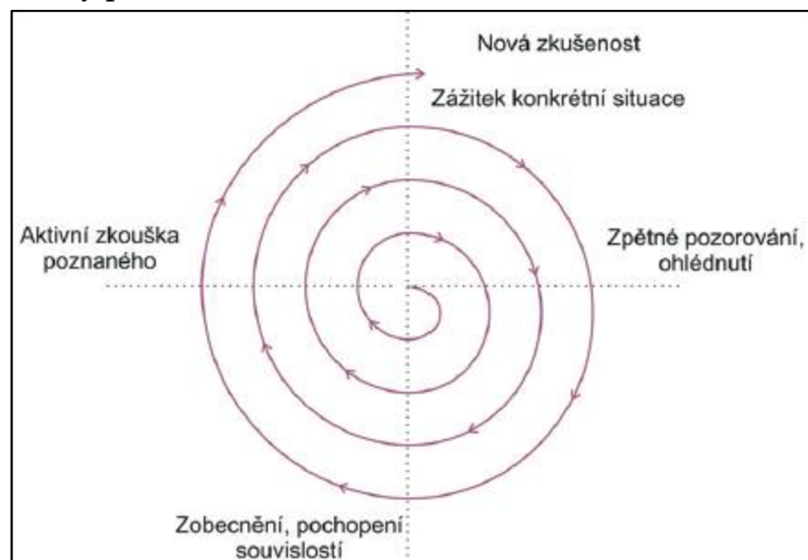 Nová zkušenost
Zážitek konkrétní situace
Aktivní zkouška
poznaného
Zpětné pozorování,
ohlédnutí
Zobecnění, pochopení
souvislostí